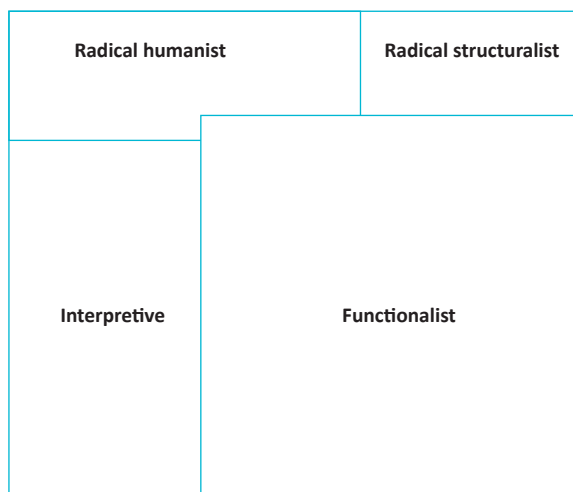 Radical humanist
Radical structuralist
Interpretive
Functionalist